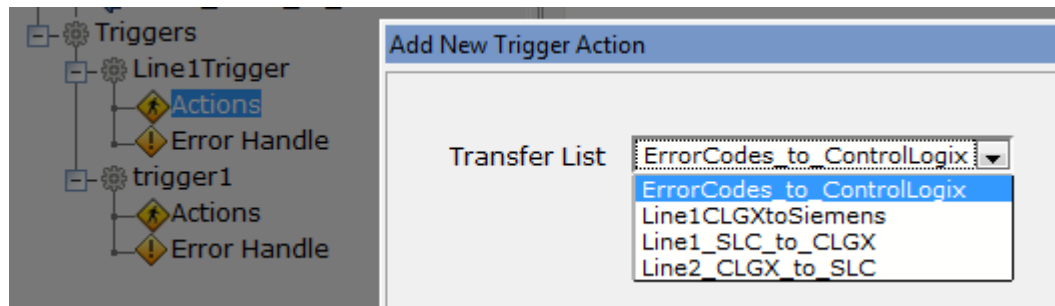 Triggers
Line1Trigger
Actions
Error Handle
trigger1
Actions
Error Handle
Add New Trigger Action
Transfer List
ErrorCodes_to_ControlLogix
ErrorCodes_to_ControlLogix
Line1CLGXtoSiemens
Line1_SLC_to_CLGX
Line2_CLGX_to_SLC